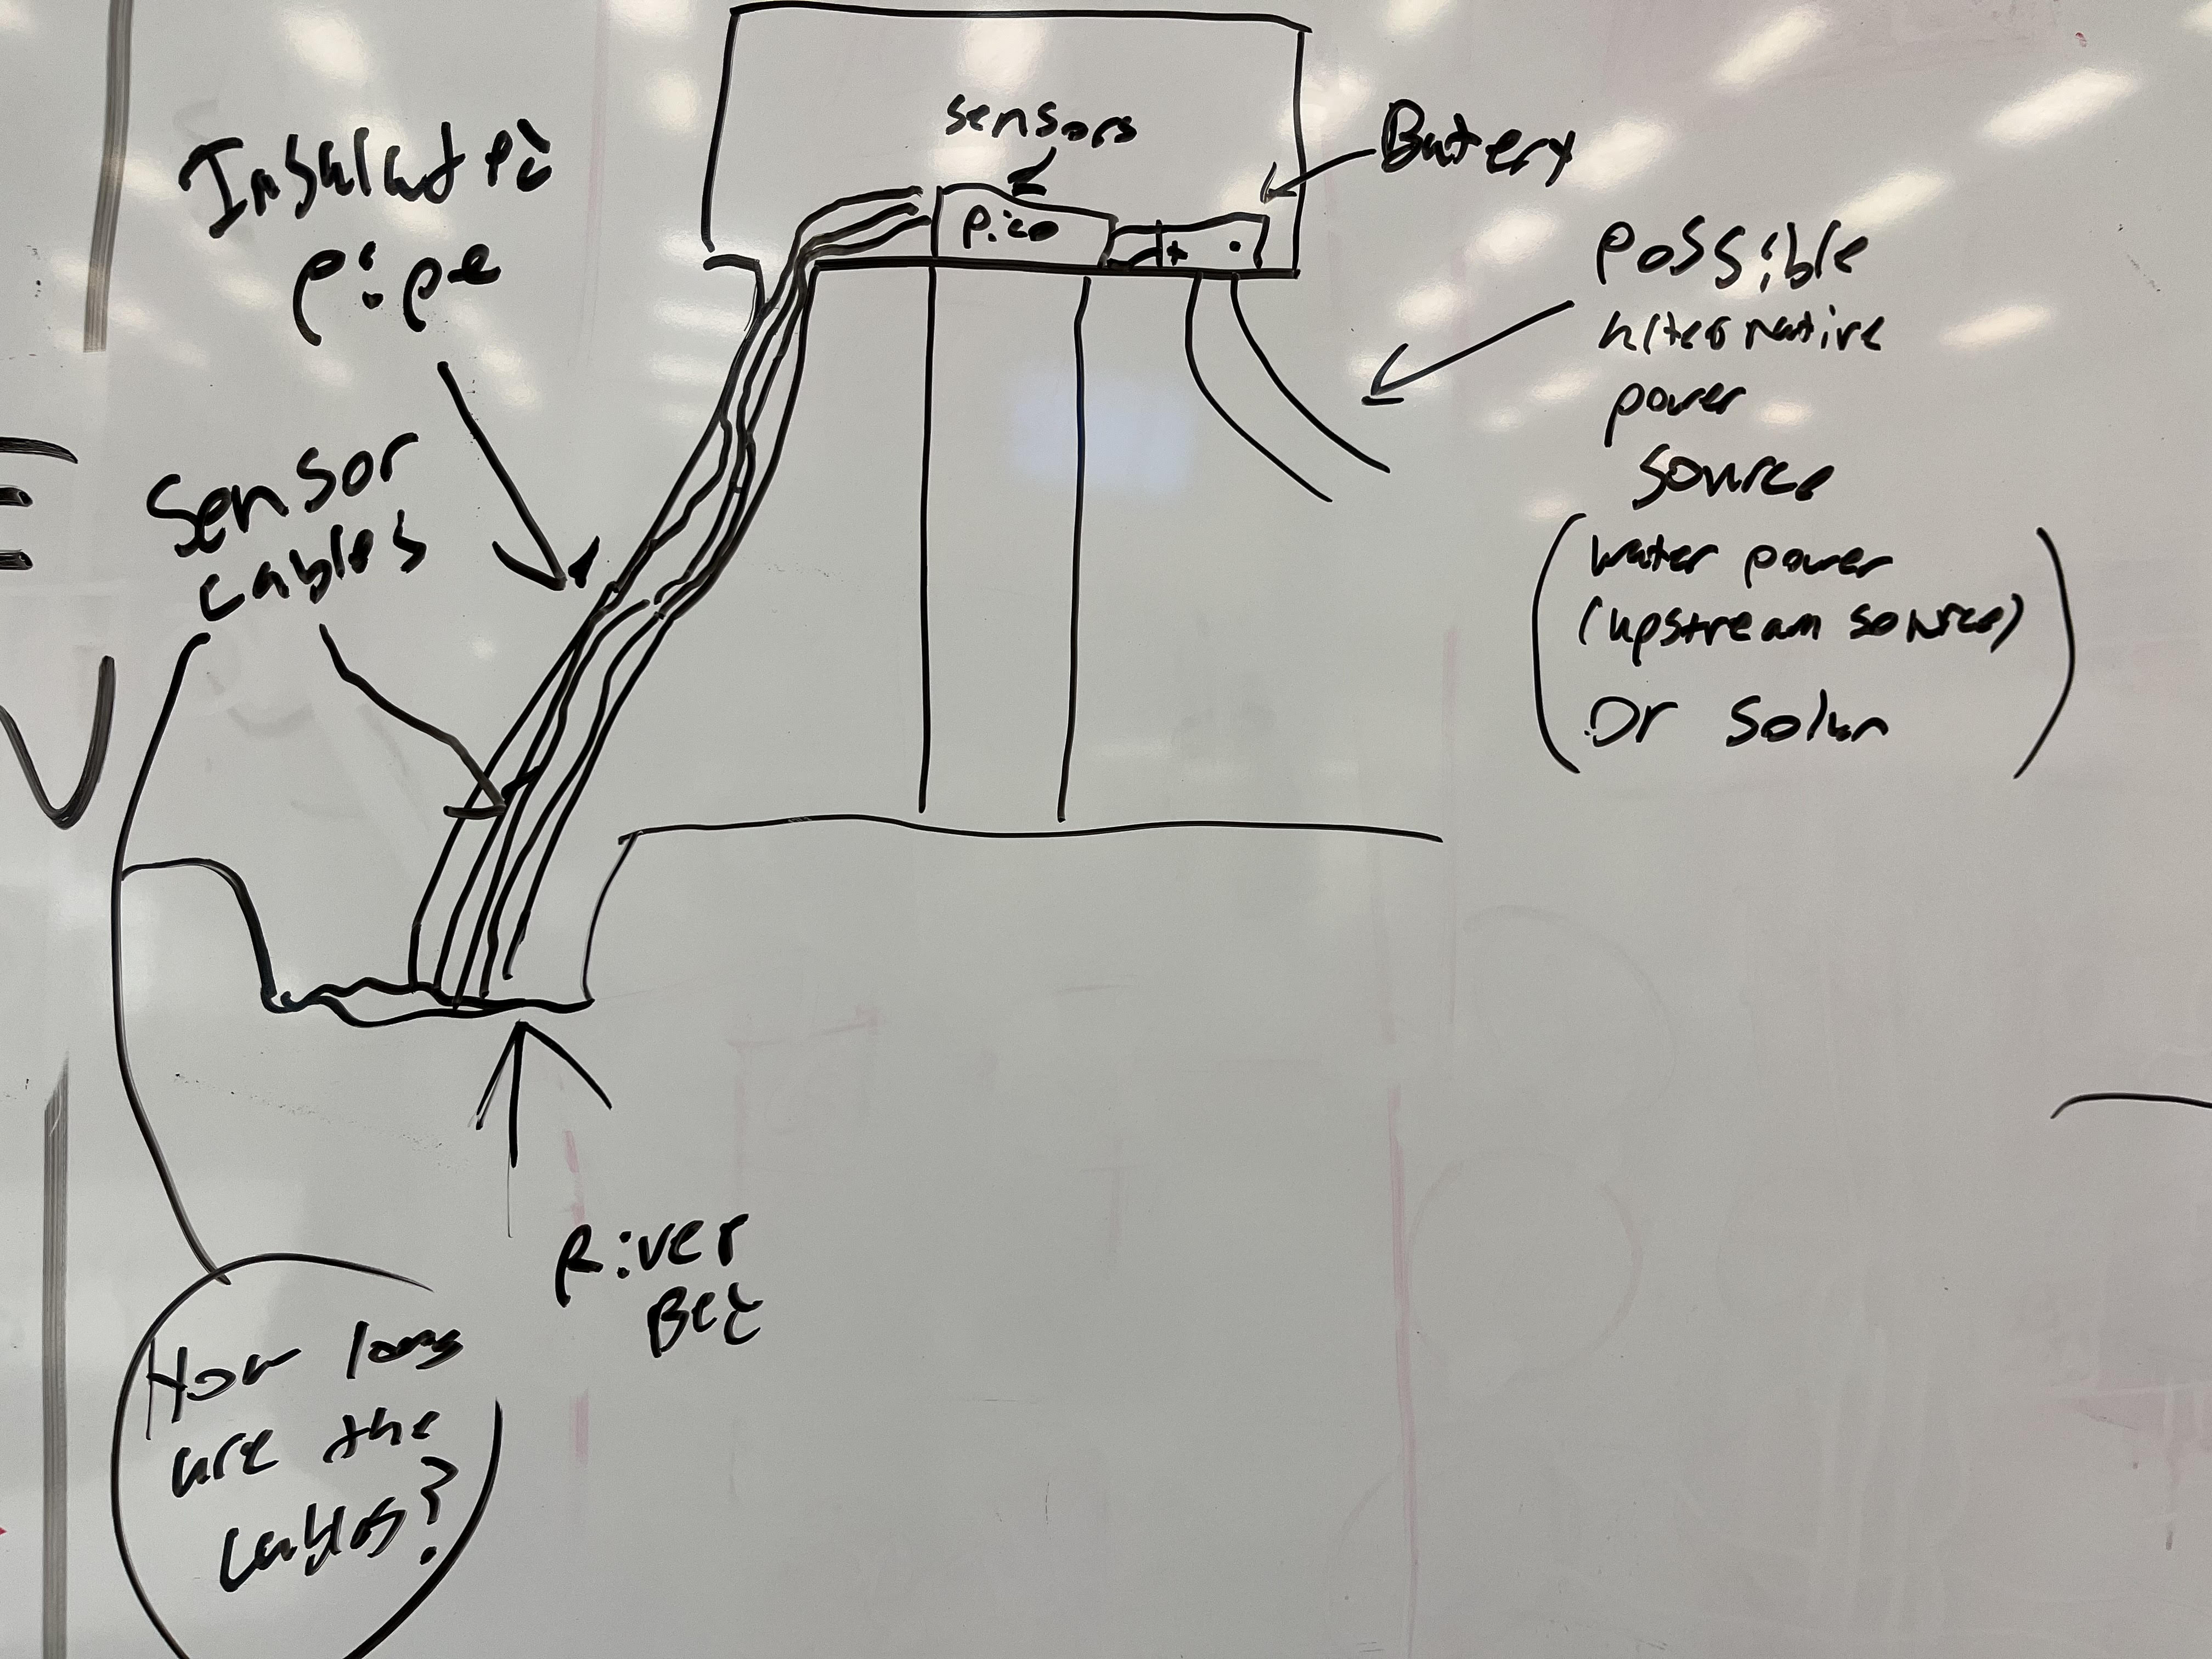 sensors
Batery
Insulated
pipe
Pico
+
-
Possible
alternative
power
source
(water power
(upstream source)
Or Solar)
Sensor
cables
River
Bed
How long
are the
cables?